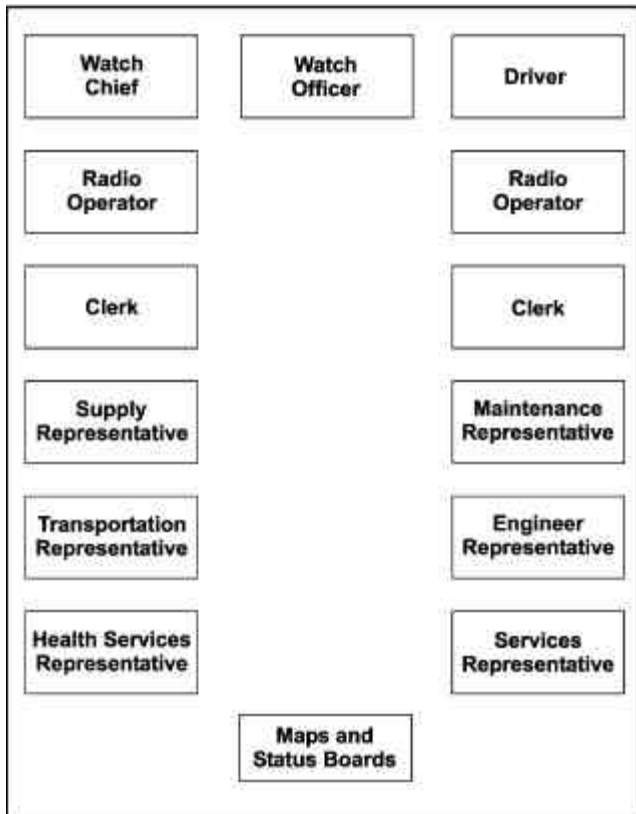 Watch
Chief
Watch
Officer
Driver
Radio
Operator
Radio
Operator
Clerk
Clerk
Supply
Representative
Maintenance
Representative
Transportation
Representative
Engineer
Representative
Health Services
Representative
Services
Representative
Maps and
Status Boards